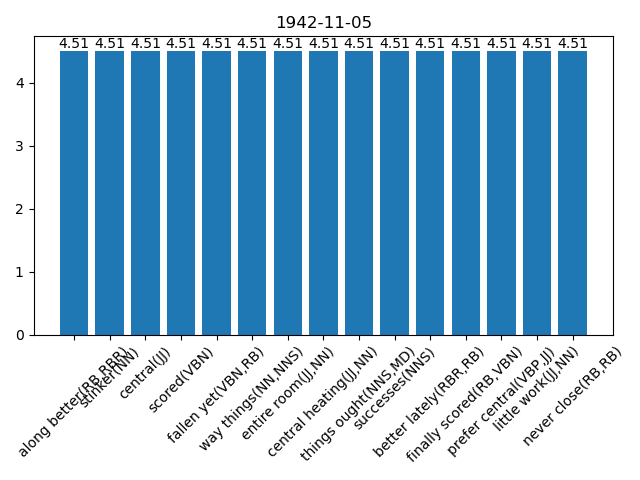 1942-11-05
4.51 4.51 4.51 4.51 4.51 4.51 4.51 4.51 4.51 4.51 4.51 4.51 4.51 4.51 4.51
4
3
2
1
0
along better(RB,RBR)
stinker(NN)
central(JJ)
scored(VBN)
fallen yet(VBN,RB)
way things(NN,NNS)
entire room(JJ,NN)
central heating(JJ,NN)
things ought(NNS,MD)
successes(NNS)
better lately(RBR,RB)
finally scored(RB,VBN)
prefer central(VBP,JJ)
little work(JJ,NN)
never close(RB,RB)